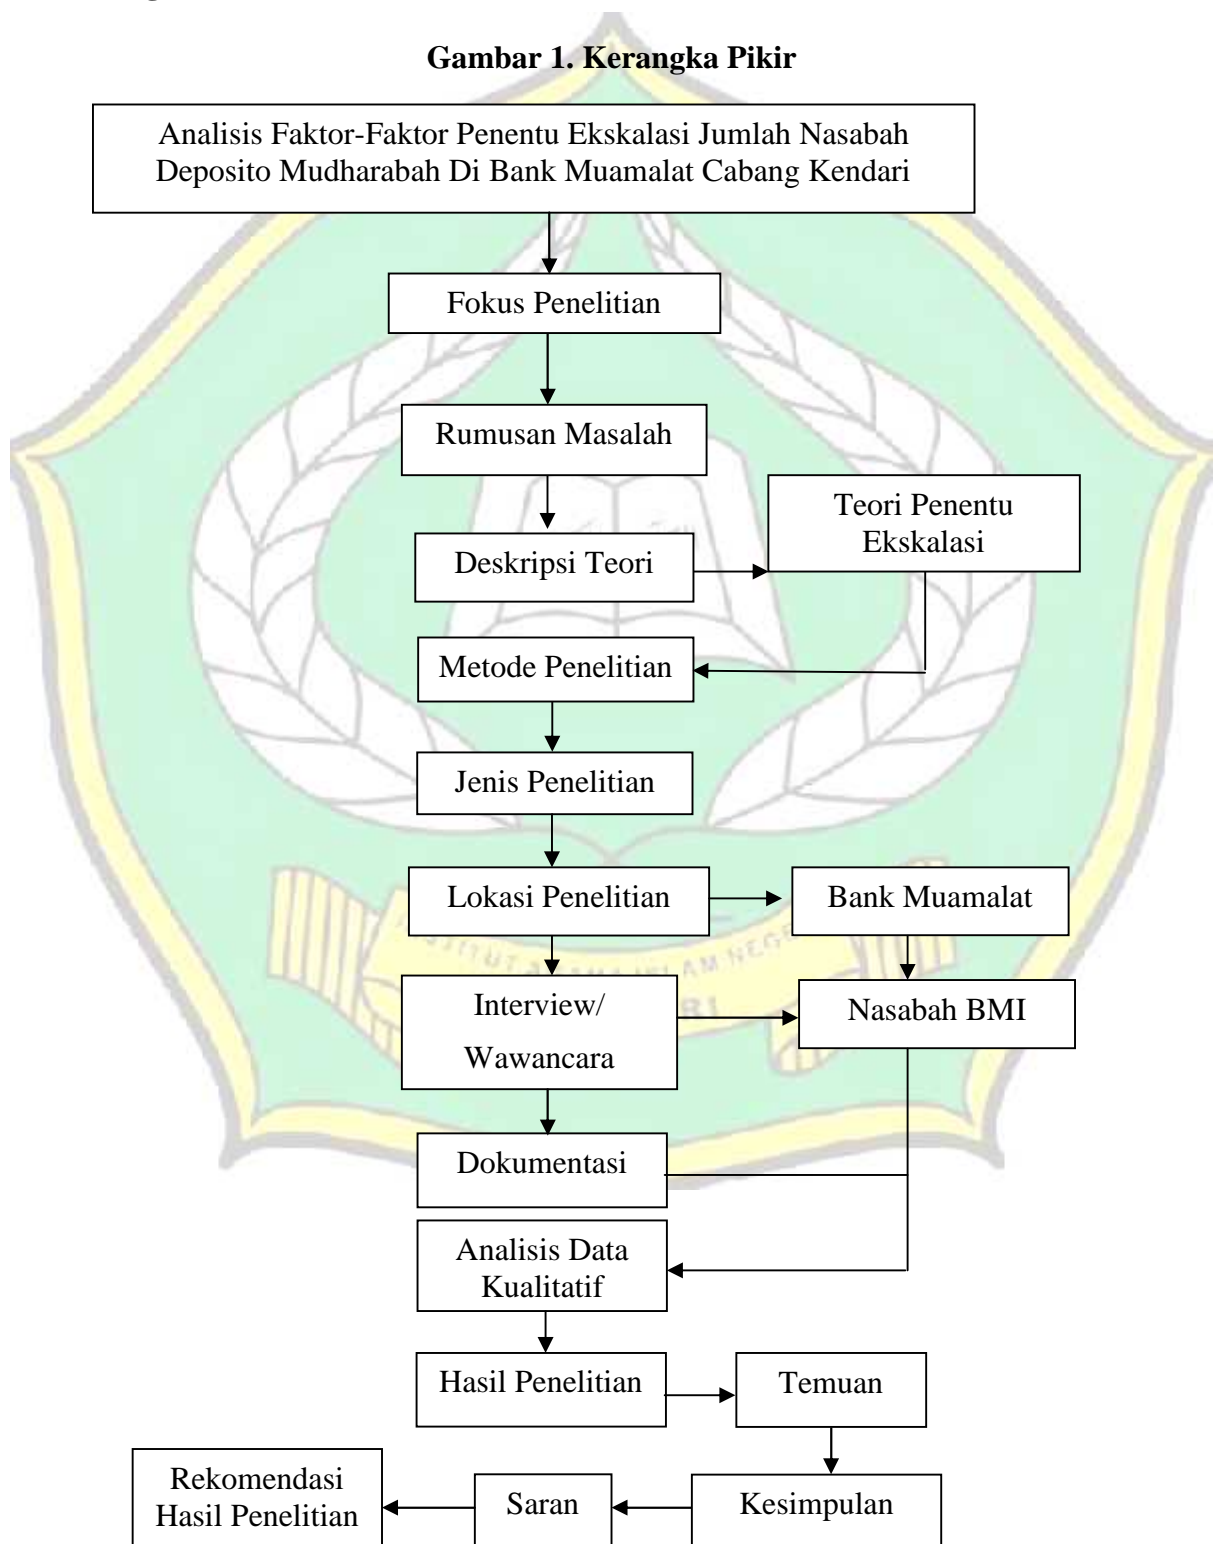 Gambar 1. Kerangka Pikir
Analisis Faktor-Faktor Penentu Ekskalasi Jumlah Nasabah
Deposito Mudharabah Di Bank Muamalat Cabang Kendari
Fokus Penelitian
Rumusan Masalah
Teori Penentu
Ekskalasi
Deskripsi Teori
Metode Penelitian
Jenis Penelitian
Lokasi Penelitian
Bank Muamalat
Interview/
Wawancara
Nasabah BMI
Dokumentasi
Analisis Data
Kualitatif
Hasil Penelitian
Temuan
Rekomendasi
Hasil Penelitian
Saran
Kesimpulan